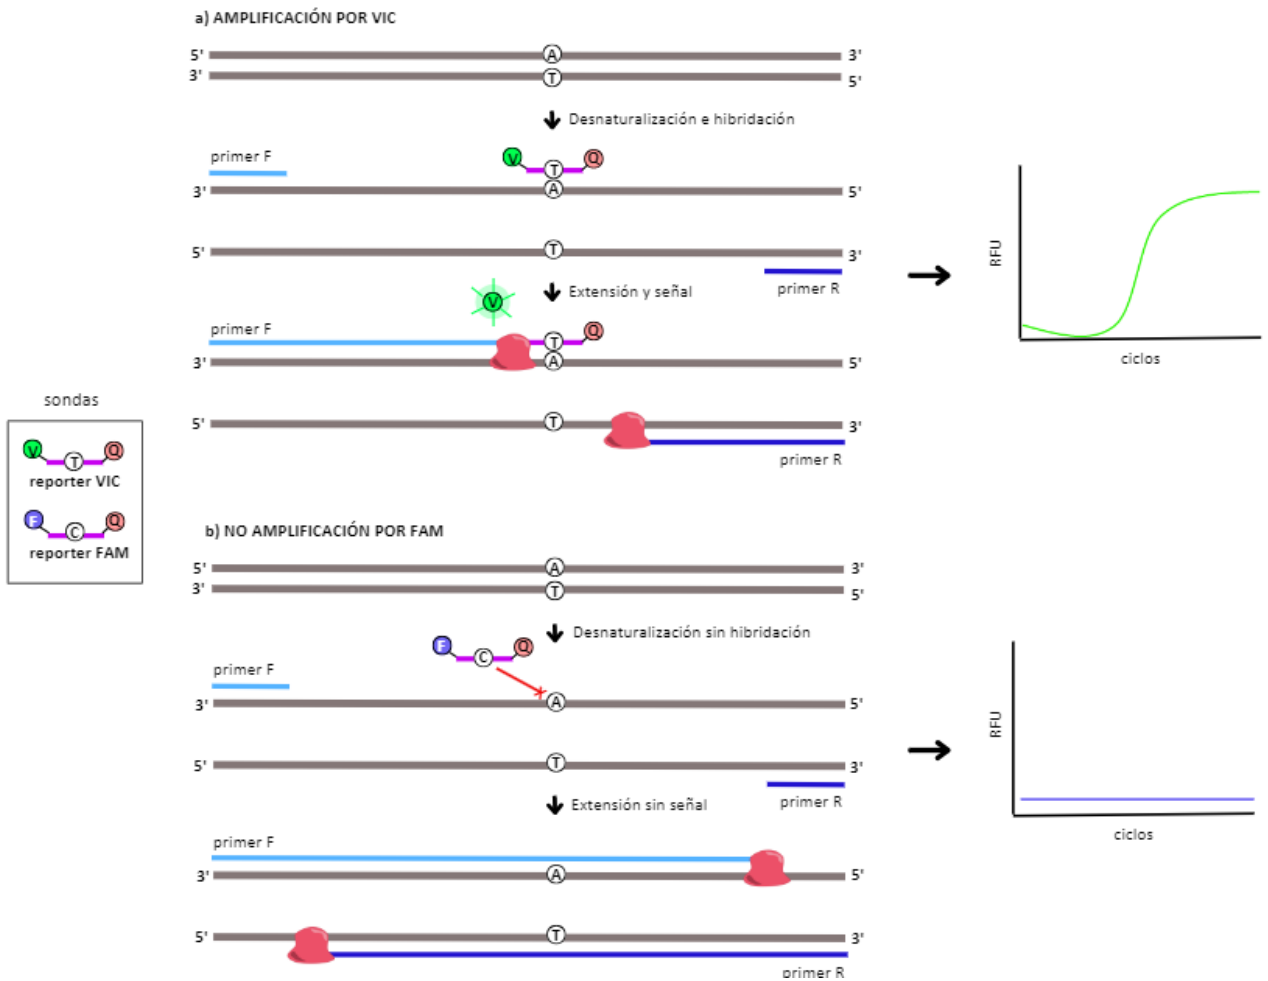 a) AMPLIFICACIÓN POR VIC
5' A 3'
3' T 5'
Desnaturalización e hibridación
primer F V T Q
3' A 5'
5' T 3'
primer R
V Extensión y señal
primer F T Q
3' A 5'
5' T 3'
primer R
RFU
ciclos
sondas
V T Q
reporter VIC
F C Q
reporter FAM
b) NO AMPLIFICACIÓN POR FAM
5' A 3'
3' T 5'
Desnaturalización sin hibridación
F C Q
primer F
3' A 5'
5' T 3'
primer R
Extensión sin señal
primer F
3' A 5'
5' T 3'
primer R
RFU
ciclos